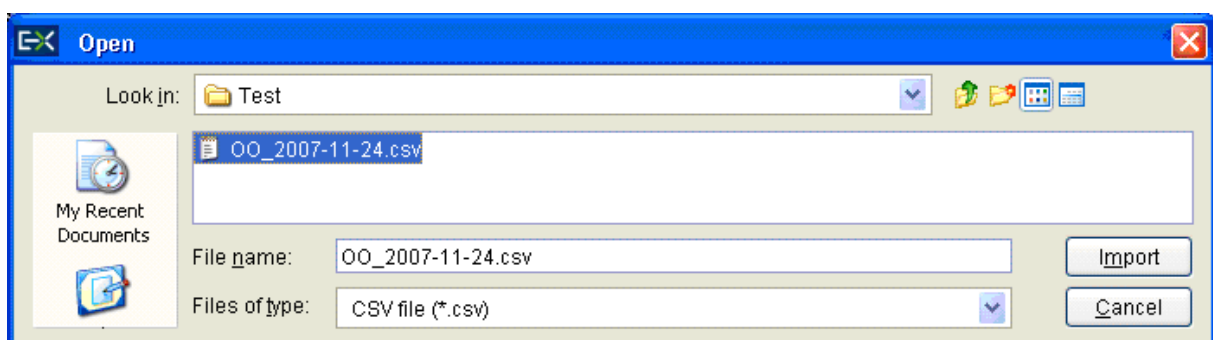 EX Open
Look in: Test
OO_2007-11-24.csv
My Recent
Documents
File name: OO_2007-11-24.csv Import
Files of type: CSV file (*.csv) Cancel